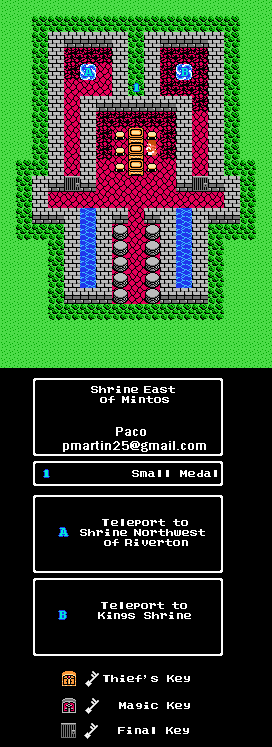 1
Shrine East
of Mintos
Paco
pmartin25@gmail.com
1 Small Medal
A Teleport to
Shrine Northwest
of Riverton
B Teleport to
Kings Shrine
Thief's Key
Magic Key
Final Key